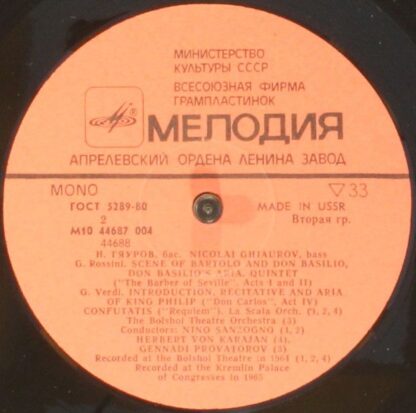 МИНИСТЕРСТВО
КУЛЬТУРЫ СССР
ВСЕСОЮЗНАЯ ФИРМА
ГРАМПЛАСТИНОК
МЕЛОДИЯ
АПРЕЛЕВСКИЙ ОРДЕНА ЛЕНИНА ЗАВОД
MONO
▽33
ГОСТ 5289-80
MADE IN USSR
2
Вторая гр.
М10 44687 004
44688
Н. ГЯУРОВ, бас. NICOLAI GHIAUROV, bass
G. Rossini. SCENE OF BARTOLO AND DON BASILIO,
DON BASILIO'S ARIA, QUINTET
("The Barber of Seville", Acts I and II)
G. Verdi. INTRODUCTION, RECITATIVE AND ARIA
OF KING PHILIP ("Don Carlos", Act IV)
CONFUTATIS ("Requiem"). La Scala Orch. (1, 2, 4)
The Bolshoi Theatre Orchestra (3).
Conductors: NINO SANZOGNO (1, 2)
HERBERT VON KARAJAN (4).
GENNADI PROVATOROV (3).
Recorded at the Bolshoi Theatre in 1964 (1, 2, 4)
Recorded at the Kremlin Palace
of Congresses in 1965